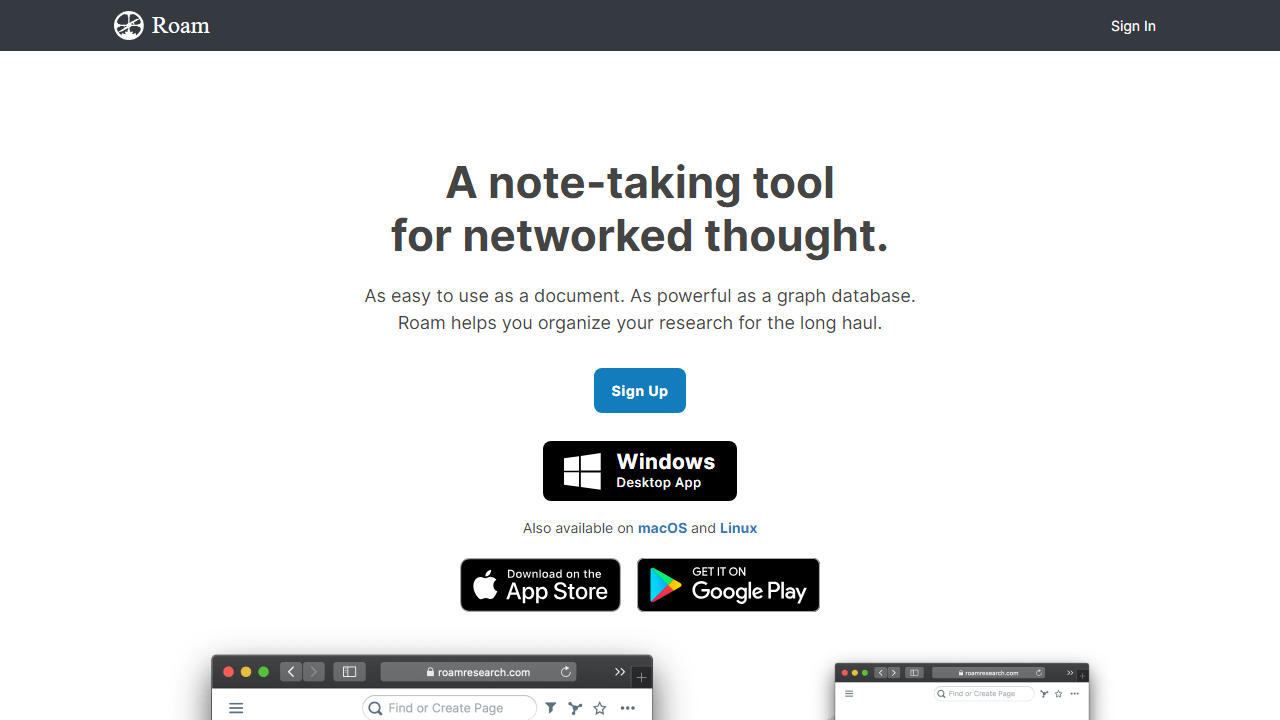 Roam
Sign In
A note-taking tool
for networked thought.
As easy to use as a document. As powerful as a graph database.
Roam helps you organize your research for the long haul.
Sign Up
Windows
Desktop App
Also available on macOS and Linux
Download on the
App Store
GET IT ON
Google Play
roamresearch.com
Find or Create Page
roamresearch.com
Find or Create Page